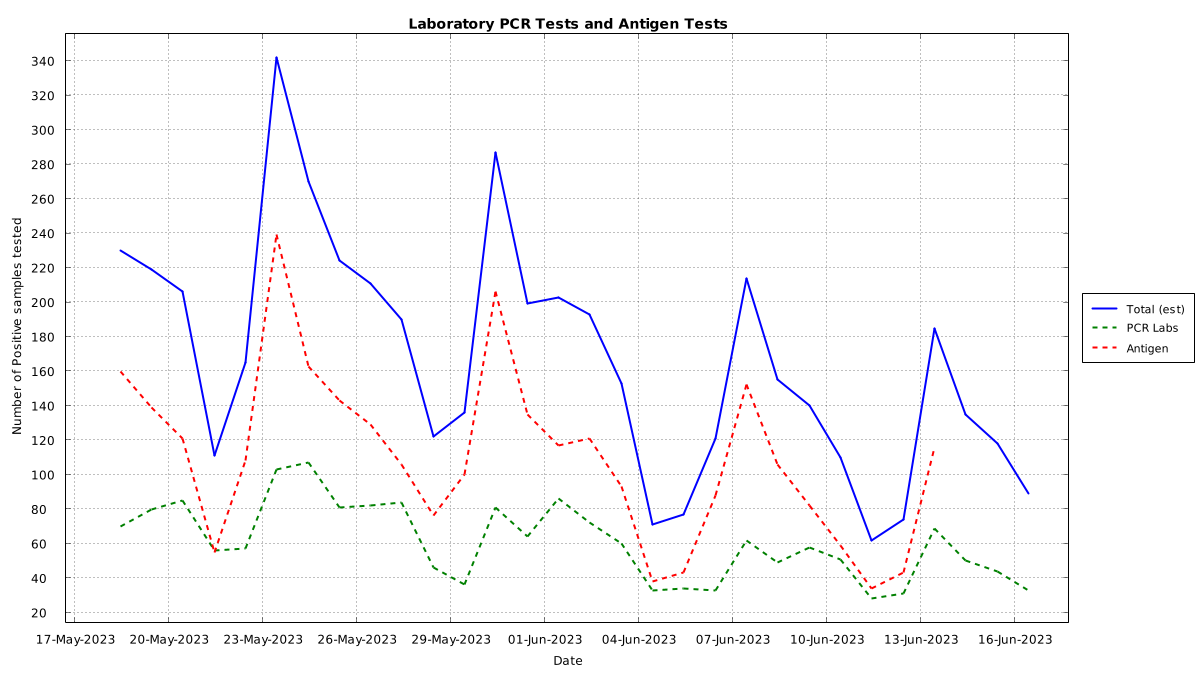 Laboratory PCR Tests and Antigen Tests
Number of Positive samples tested
340
320
300
280
260
240
220
200
180
160
140
120
100
80
60
40
20
17-May-2023 20-May-2023 23-May-2023 26-May-2023 29-May-2023 01-Jun-2023 04-Jun-2023 07-Jun-2023 10-Jun-2023 13-Jun-2023 16-Jun-2023
Date
Total (est)
PCR Labs
Antigen